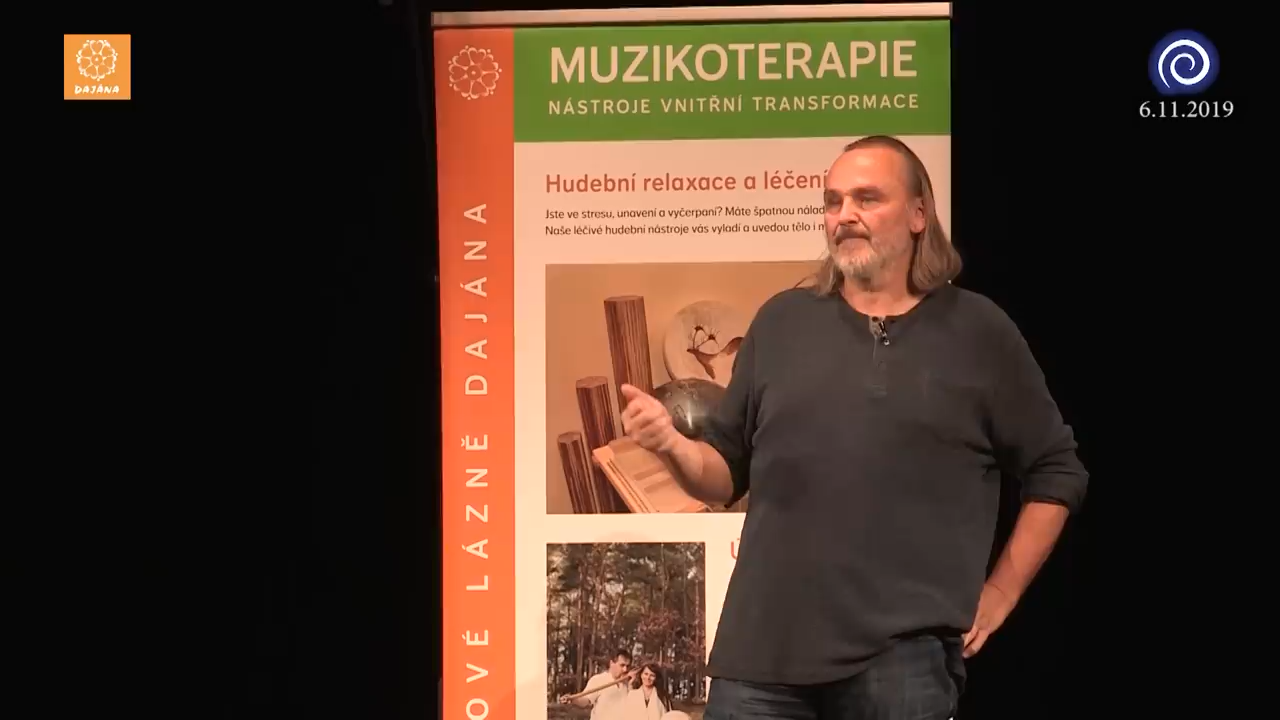 DAJÁNA
6.11.2019
MUZIKOTERAPIE
NÁSTROJE VNITŘNÍ TRANSFORMACE
Hudební relaxace a léčení
Jste ve stresu, unavení a vyčerpaní? Máte špatnou nálad
Naše léčivé hudební nástroje vás vyladí a uvedou tělo i m
OVÉ LÁZNĚ DAJÁNA